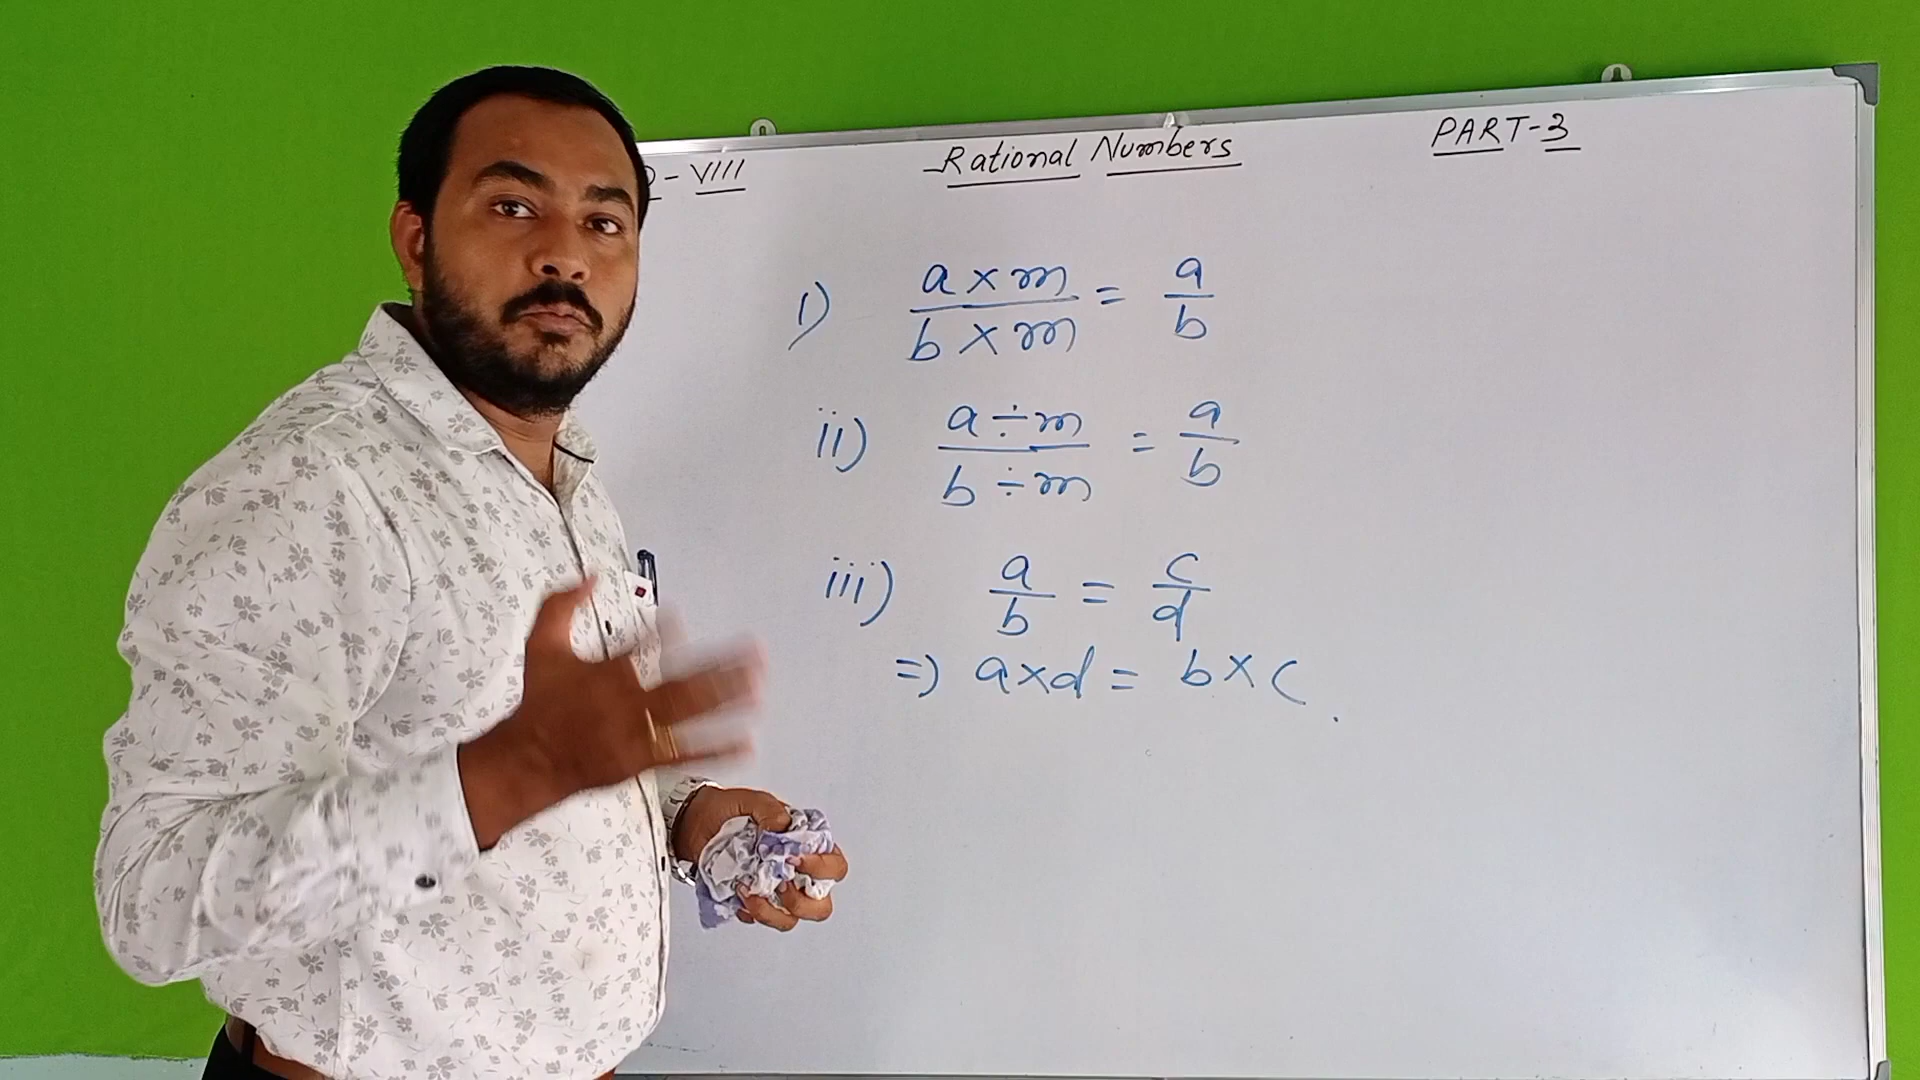 - VIII Rational Numbers PART-3
i) a × m / b × m = a / b
ii) a ÷ m / b ÷ m = a / b
iii) a / b = c / d
=> a × d = b × c.